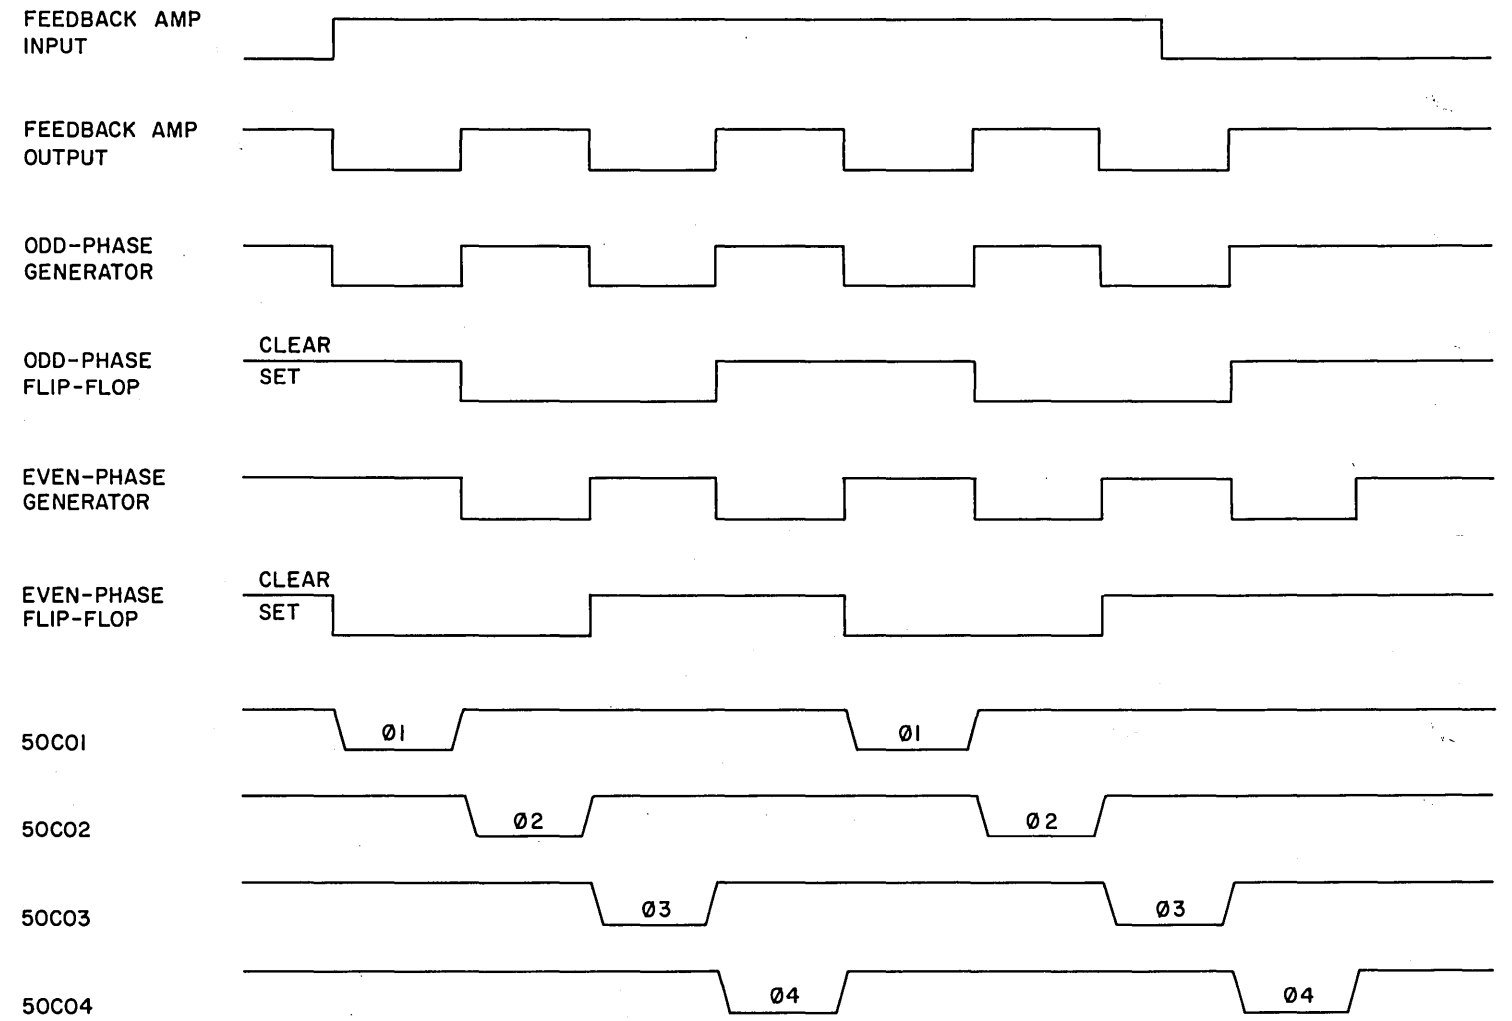 FEEDBACK AMP
INPUT
FEEDBACK AMP
OUTPUT
ODD-PHASE
GENERATOR
ODD-PHASE
FLIP-FLOP
CLEAR
SET
EVEN-PHASE
GENERATOR
EVEN-PHASE
FLIP-FLOP
CLEAR
SET
50C01
Ø1
Ø1
50C02
Ø2
Ø2
50C03
Ø3
Ø3
50C04
Ø4
Ø4